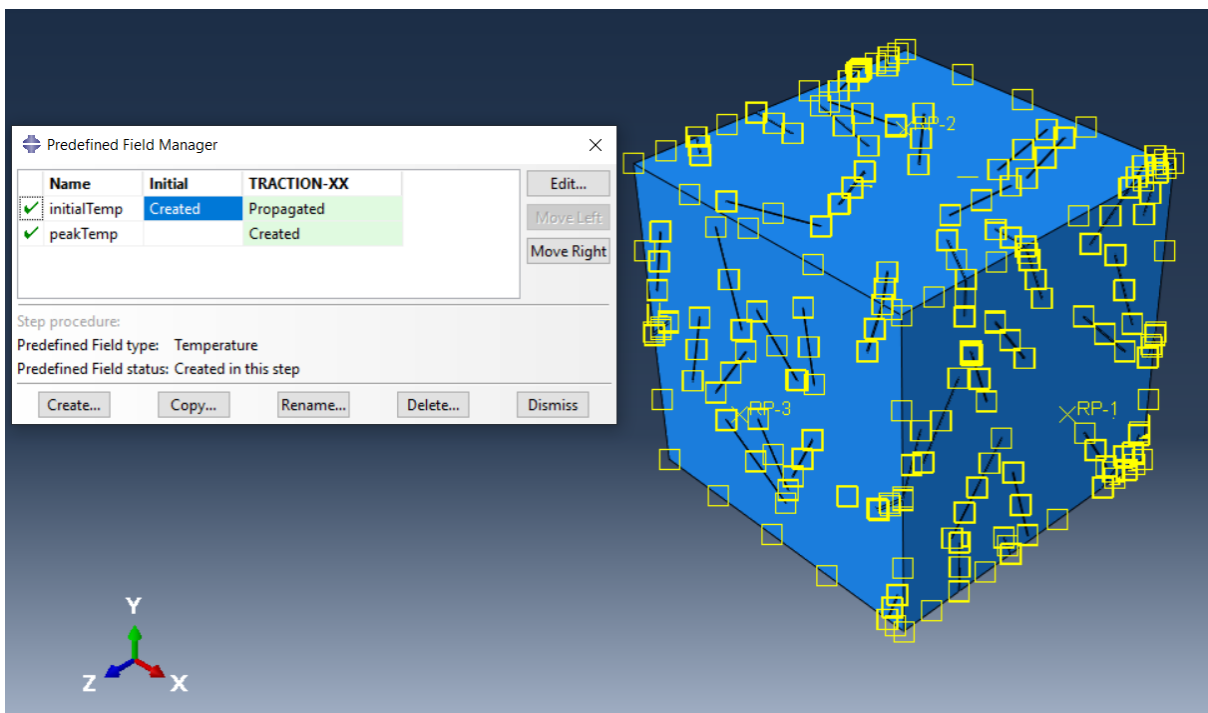 Predefined Field Manager
Name Initial TRACTION-XX
Edit...
initialTemp Created Propagated
Move Left
peakTemp Created
Move Right
Step procedure:
Predefined Field type: Temperature
Predefined Field status: Created in this step
Create... Copy... Rename... Delete... Dismiss
RP-2
RP-3
RP-1
Y
Z
X